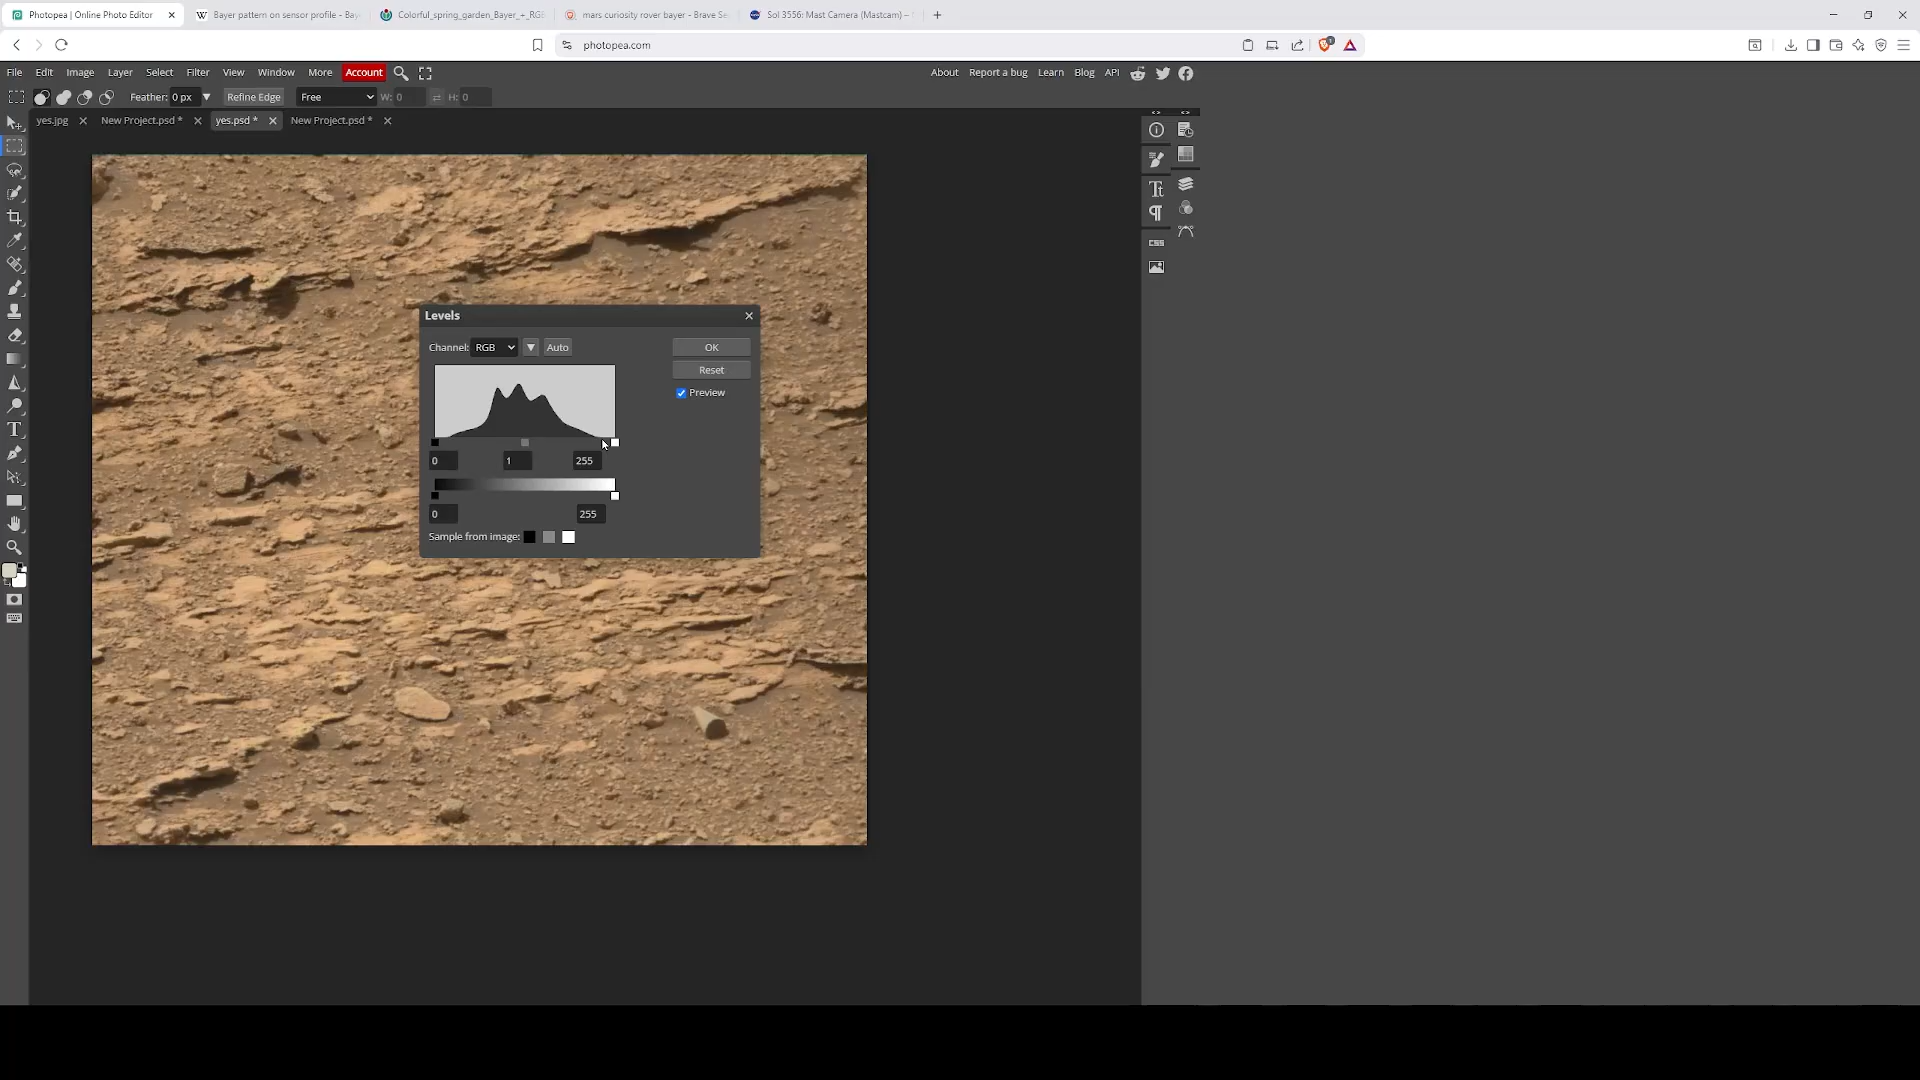 Photopea | Online Photo Editor
Bayer pattern on sensor profile - Bay
Colorful_spring_garden_Bayer_+_RGB
mars curiosity rover bayer - Brave Se
Sol 3556: Mast Camera (Mastcam) –
photopea.com
File Edit Image Layer Select Filter View Window More Account
About Report a bug Learn Blog API
Feather: 0 px Refine Edge Free W: 0 H: 0
yes.jpg New Project.psd * yes.psd * New Project.psd *
CSS
Levels
Channel: RGB Auto OK
Reset
Preview
0 1 255
0 255
Sample from image: